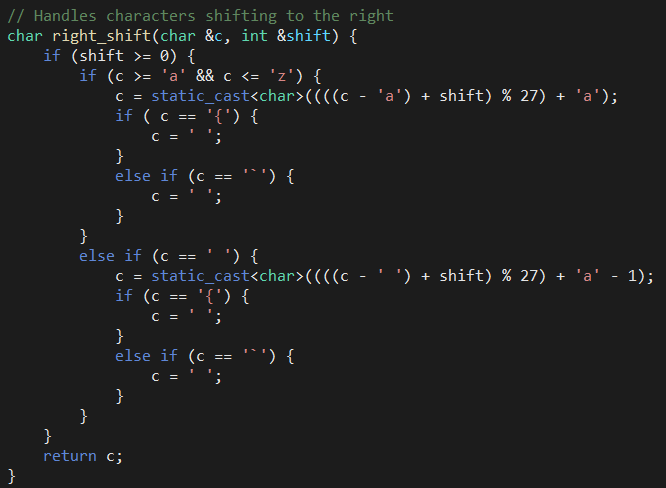 // Handles characters shifting to the right
char right_shift(char &c, int &shift) {
    if (shift >= 0) {
        if (c >= 'a' && c <= 'z') {
            c = static_cast<char>((((c - 'a') + shift) % 27) + 'a');
            if ( c == '{') {
                c = ' ';
            }
            else if (c == '`') {
                c = ' ';
            }
        }
        else if (c == ' ') {
            c = static_cast<char>((((c - ' ') + shift) % 27) + 'a' - 1);
            if (c == '{') {
                c = ' ';
            }
            else if (c == '`') {
                c = ' ';
            }
        }
    }
    return c;
}